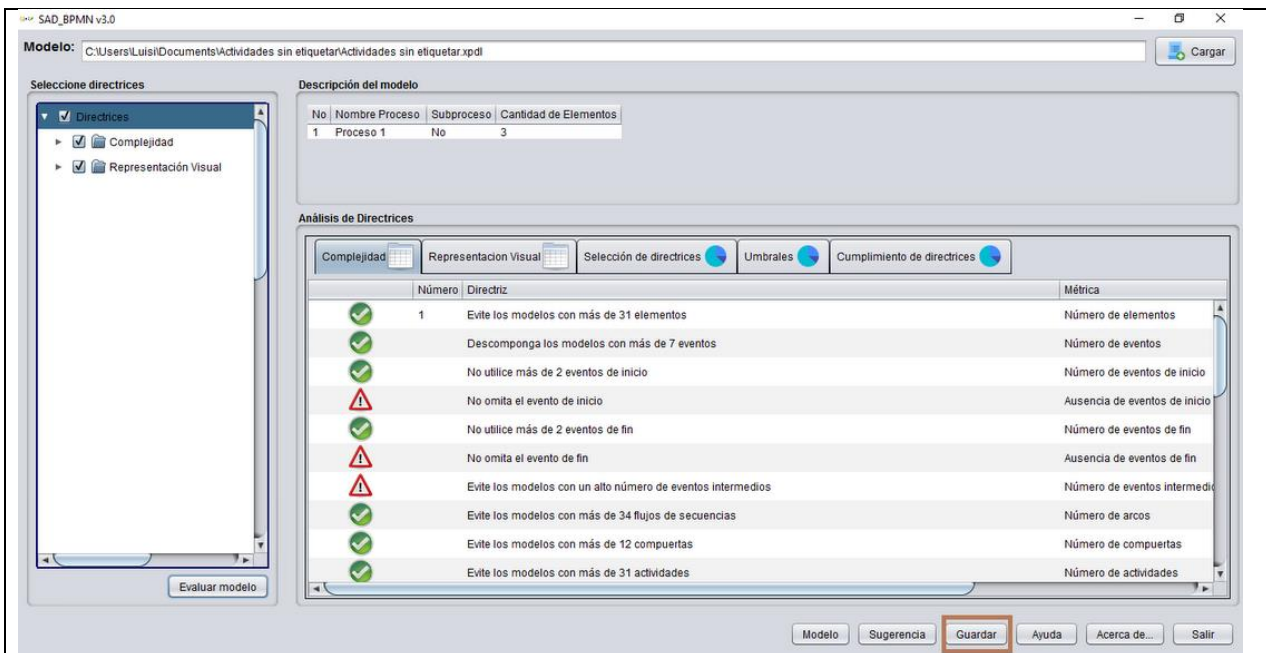 SAD_BPMN v3.0
Modelo: C:\Users\Luisi\Documents\Actividades sin etiquetar\Actividades sin etiquetar.xpdl Cargar
Seleccione directrices
Directrices
Complejidad
Representación Visual
Evaluar modelo
Descripción del modelo
No Nombre Proceso Subproceso Cantidad de Elementos
1 Proceso 1 No 3
Análisis de Directrices
Complejidad Representacion Visual Selección de directrices Umbrales Cumplimiento de directrices
Número Directriz Métrica
1 Evite los modelos con más de 31 elementos Número de elementos
Descomponga los modelos con más de 7 eventos Número de eventos
No utilice más de 2 eventos de inicio Número de eventos de inicio
No omita el evento de inicio Ausencia de eventos de inicio
No utilice más de 2 eventos de fin Número de eventos de fin
No omita el evento de fin Ausencia de eventos de fin
Evite los modelos con un alto número de eventos intermedios Número de eventos
Evite los modelos con más de 34 flujos de secuencias Número de arcos
Evite los modelos con más de 12 compuertas Número de compuertas
Evite los modelos con más de 31 actividades Número de actividades
Modelo Sugerencia Guardar Ayuda Acerca de... Salir